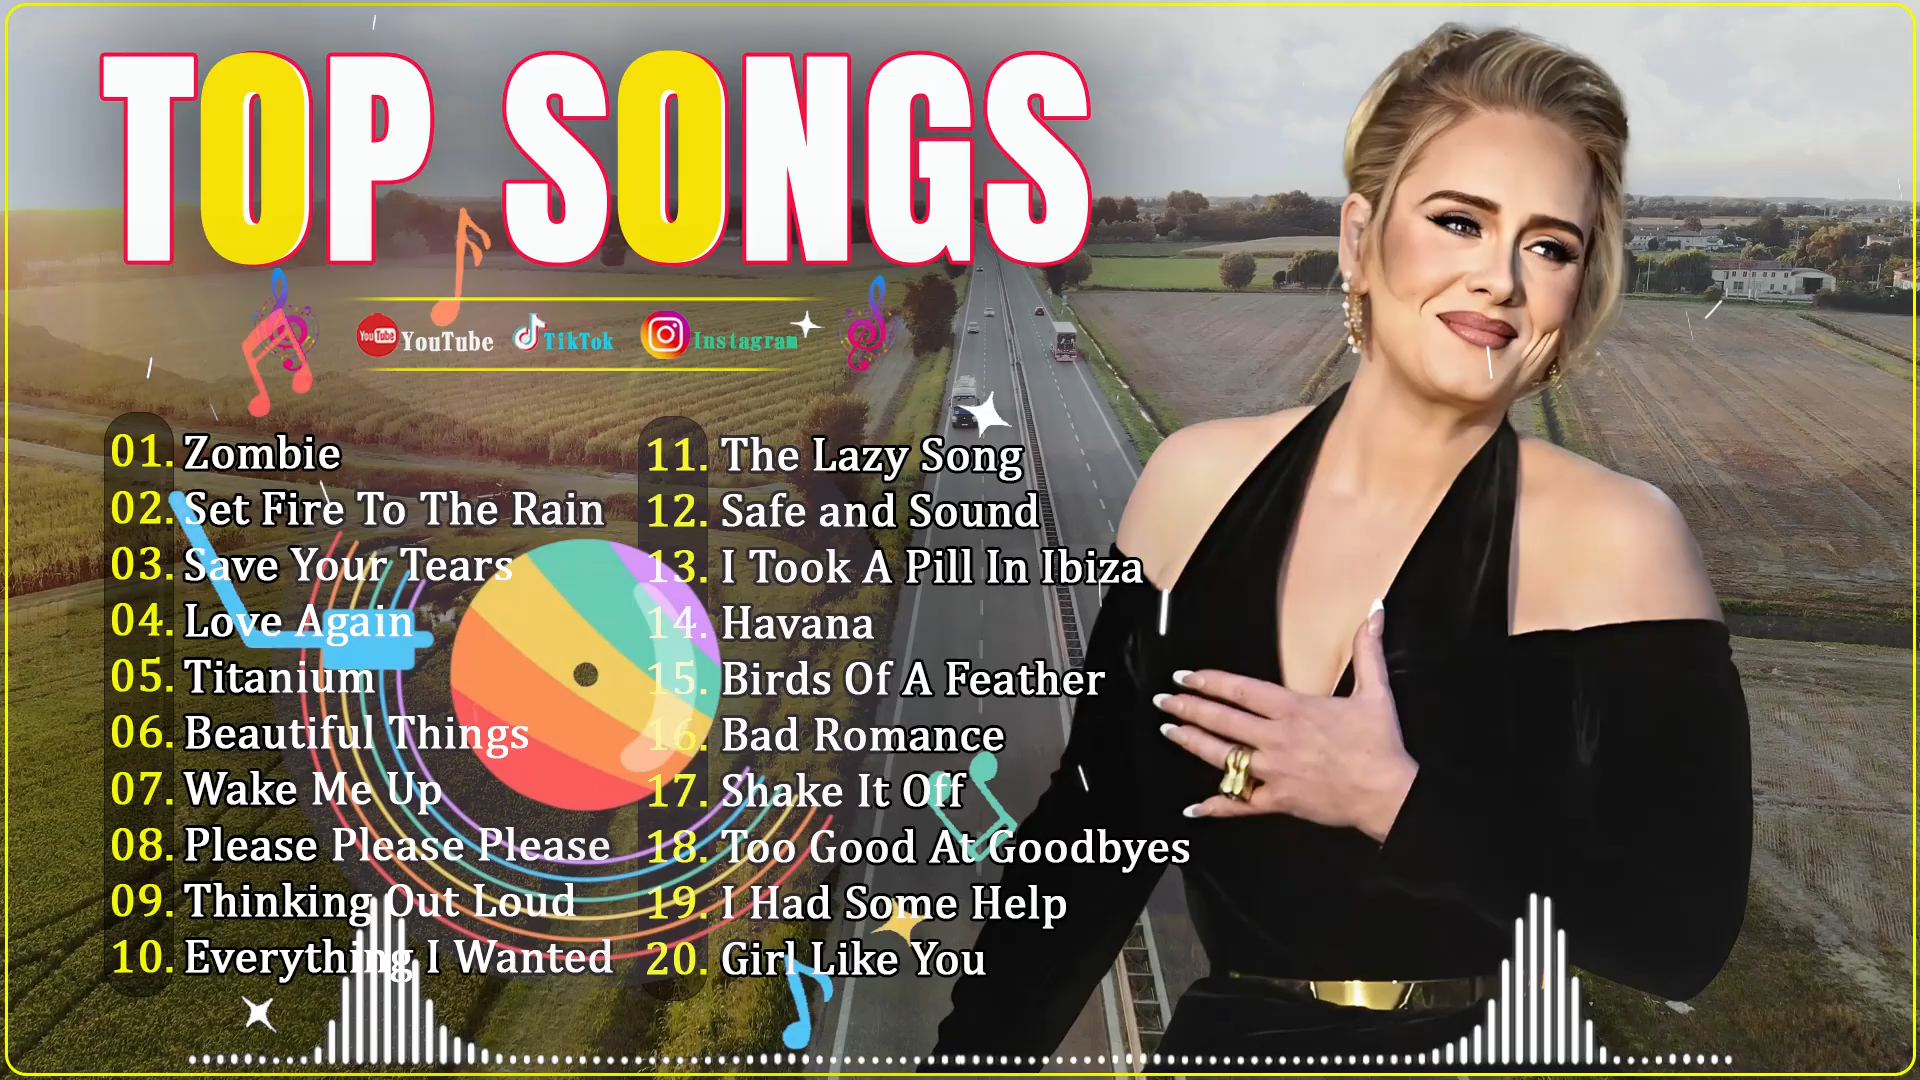 TOP SONGS
YouTube YouTube TikTok Instagram
01. Zombie
02. Set Fire To The Rain
03. Save Your Tears
04. Love Again
05. Titanium
06. Beautiful Things
07. Wake Me Up
08. Please Please Please
09. Thinking Out Loud
10. Everything I Wanted
11. The Lazy Song
12. Safe and Sound
13. I Took A Pill In Ibiza
14. Havana
15. Birds Of A Feather
16. Bad Romance
17. Shake It Off
18. Too Good At Goodbyes
19. I Had Some Help
20. Girl Like You